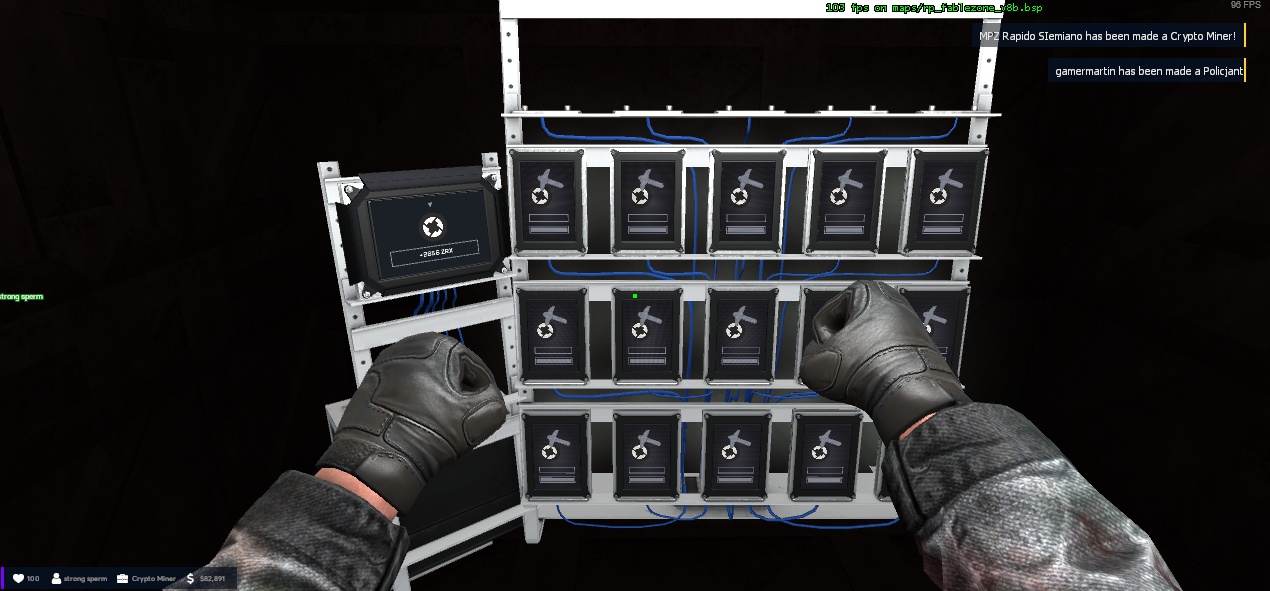 103 fps on maps/rp_fablezone_v8b.bsp
96 FPS
MPZ Rapido SIemiano has been made a Crypto Miner!
gamermartin has been made a Policjant
strong sperm
100
strong sperm
Crypto Miner
$82,891